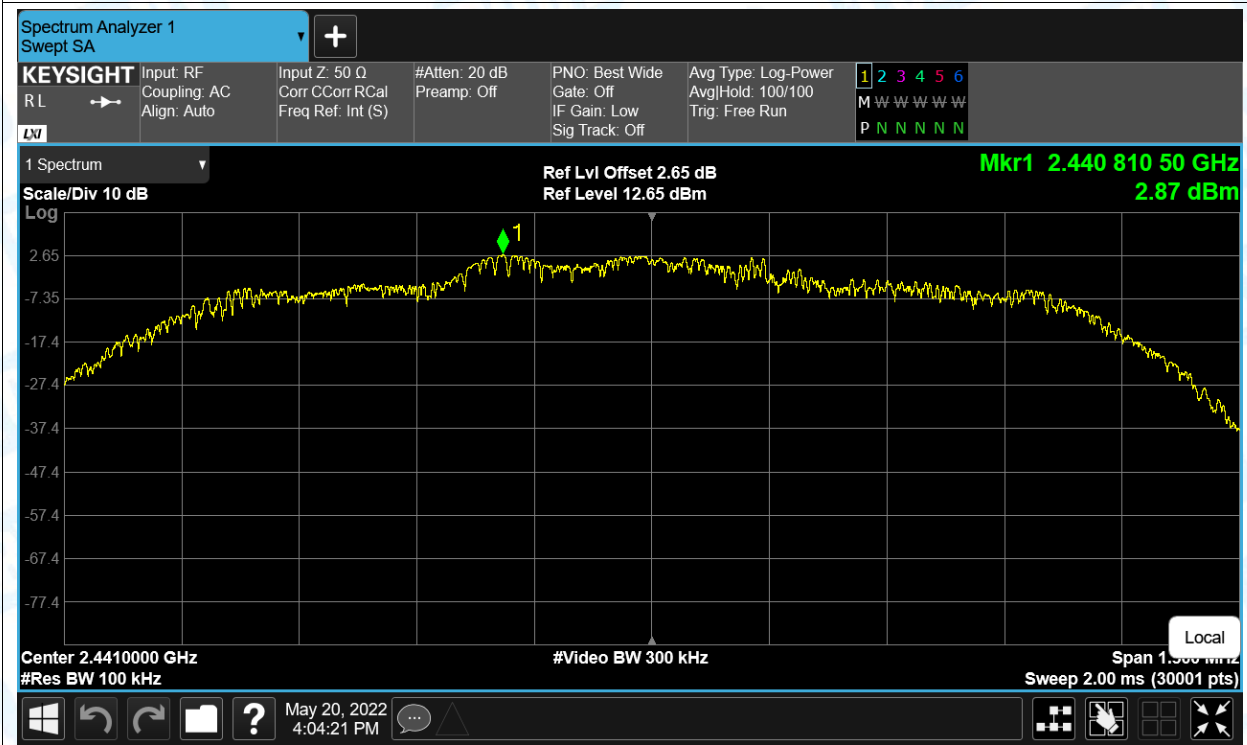 Spectrum Analyzer 1
Swept SA
KEYSIGHT
R L
LXI
Input: RF
Coupling: AC
Align: Auto
Input Z: 50 Ω
Corr CCorr RCal
Freq Ref: Int (S)
#Atten: 20 dB
Preamp: Off
PNO: Best Wide
Gate: Off
IF Gain: Low
Sig Track: Off
Avg Type: Log-Power
Avg|Hold: 100/100
Trig: Free Run
1 2 3 4 5 6
M W W W W W
P N N N N N
1 Spectrum
Scale/Div 10 dB
Log
Ref Lvl Offset 2.65 dB
Ref Level 12.65 dBm
Mkr1 2.440 810 50 GHz
2.87 dBm
1
2.65
-7.35
-17.4
-27.4
-37.4
-47.4
-57.4
-67.4
-77.4
Local
Center 2.4410000 GHz
#Video BW 300 kHz
Span
#Res BW 100 kHz
Sweep 2.00 ms (30001 pts)
?
May 20, 2022
4:04:21 PM